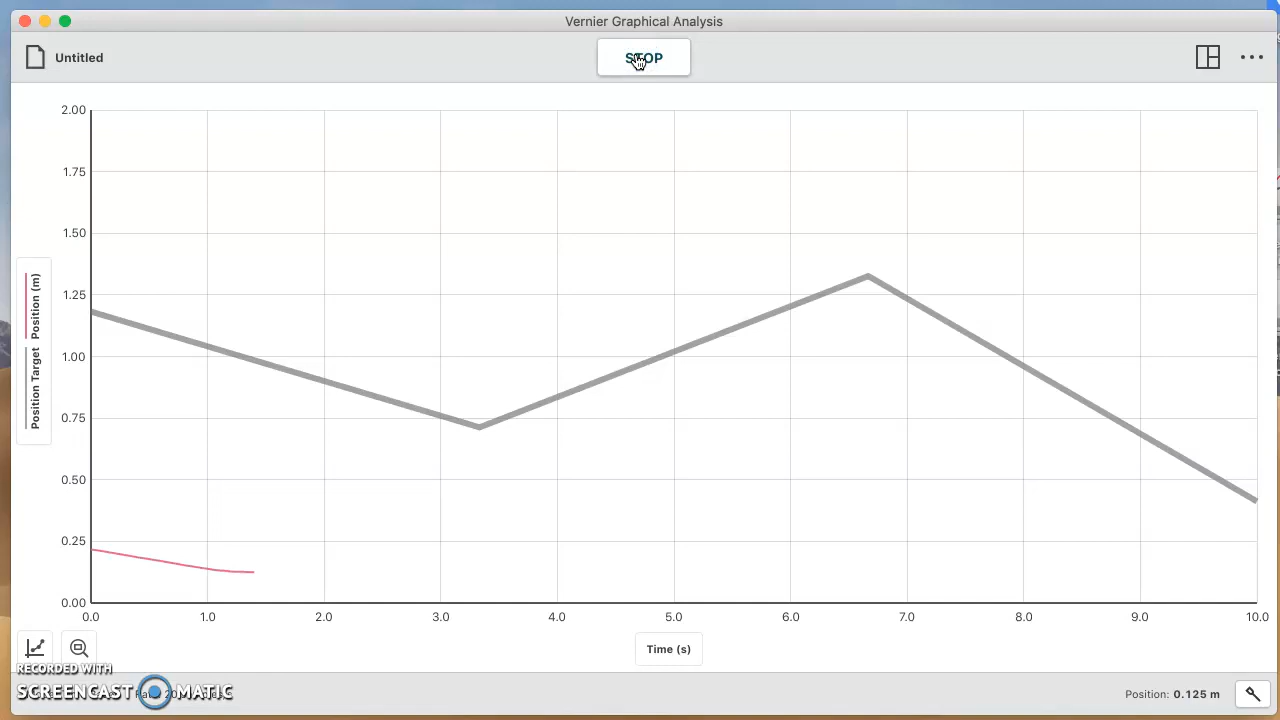 Vernier Graphical Analysis
Untitled
STOP
2.00
1.75
1.50
1.25
1.00
0.75
0.50
0.25
0.00
Position (m)
Position Target
0.0 1.0 2.0 3.0 4.0 5.0 6.0 7.0 8.0 9.0 10.0
Time (s)
RECORDED WITH
SCREENCAST MATIC
Position: 0.125 m